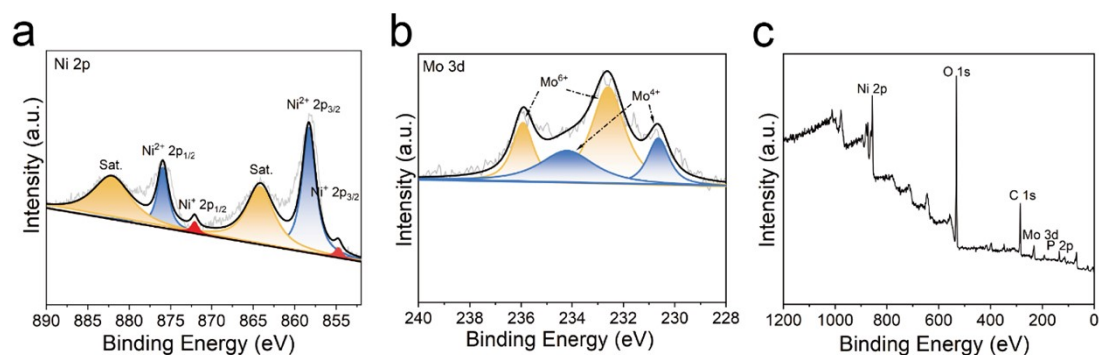 a
Ni 2p
Ni²⁺ 2p₃/₂
Ni²⁺ 2p₁/₂
Sat.
Sat.
Ni⁺ 2p₃/₂
Ni⁺ 2p₁/₂
Intensity (a.u.)
890 885 880 875 870 865 860 855
Binding Energy (eV)
b
Mo 3d
Mo⁶⁺
Mo⁴⁺
Intensity (a.u.)
240 238 236 234 232 230 228
Binding Energy (eV)
c
O 1s
Ni 2p
C 1s
Mo 3d
P 2p
Intensity (a.u.)
1200 1000 800 600 400 200 0
Binding Energy (eV)